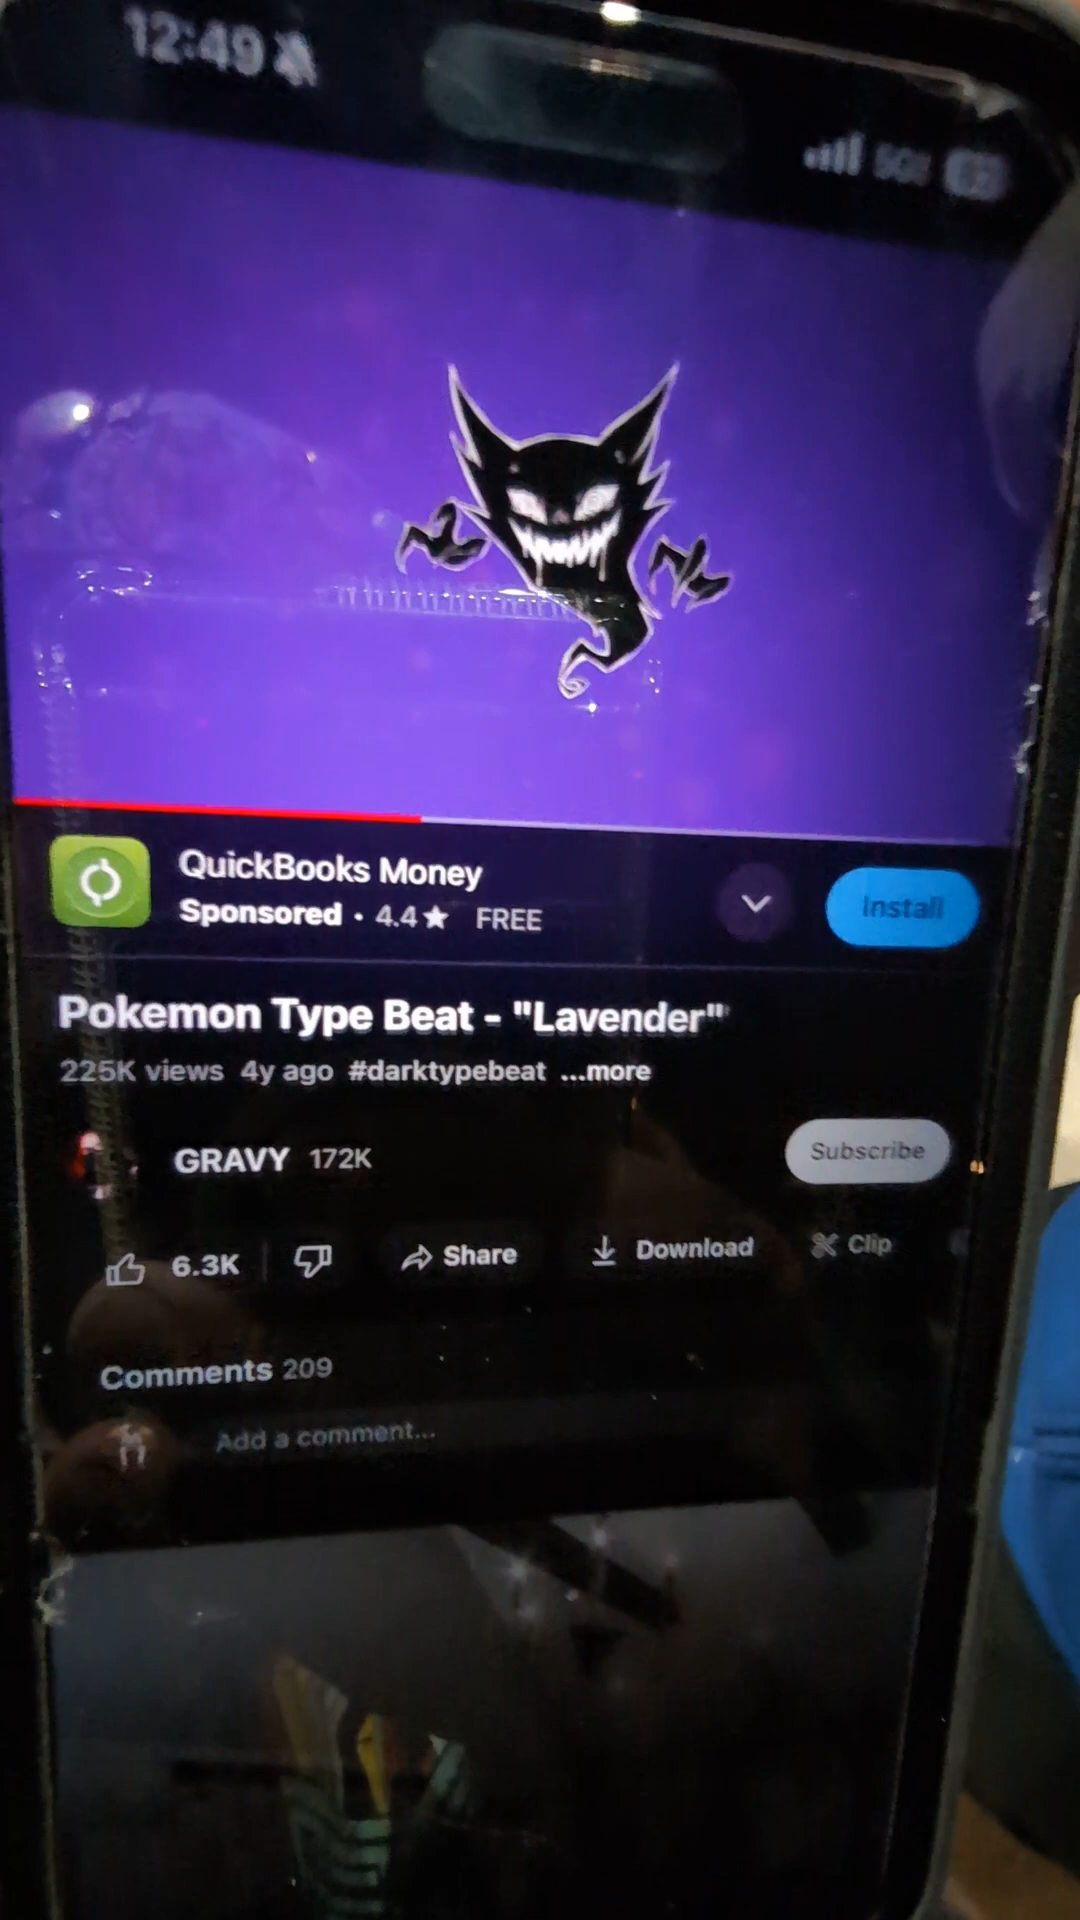 12:49
QuickBooks Money
Sponsored • 4.4★ FREE
Install
Pokemon Type Beat - "Lavender"
225K views 4y ago #darktypebeat ...more
GRAVY 172K
Subscribe
6.3K
Share
Download
Clip
Comments 209
Add a comment...